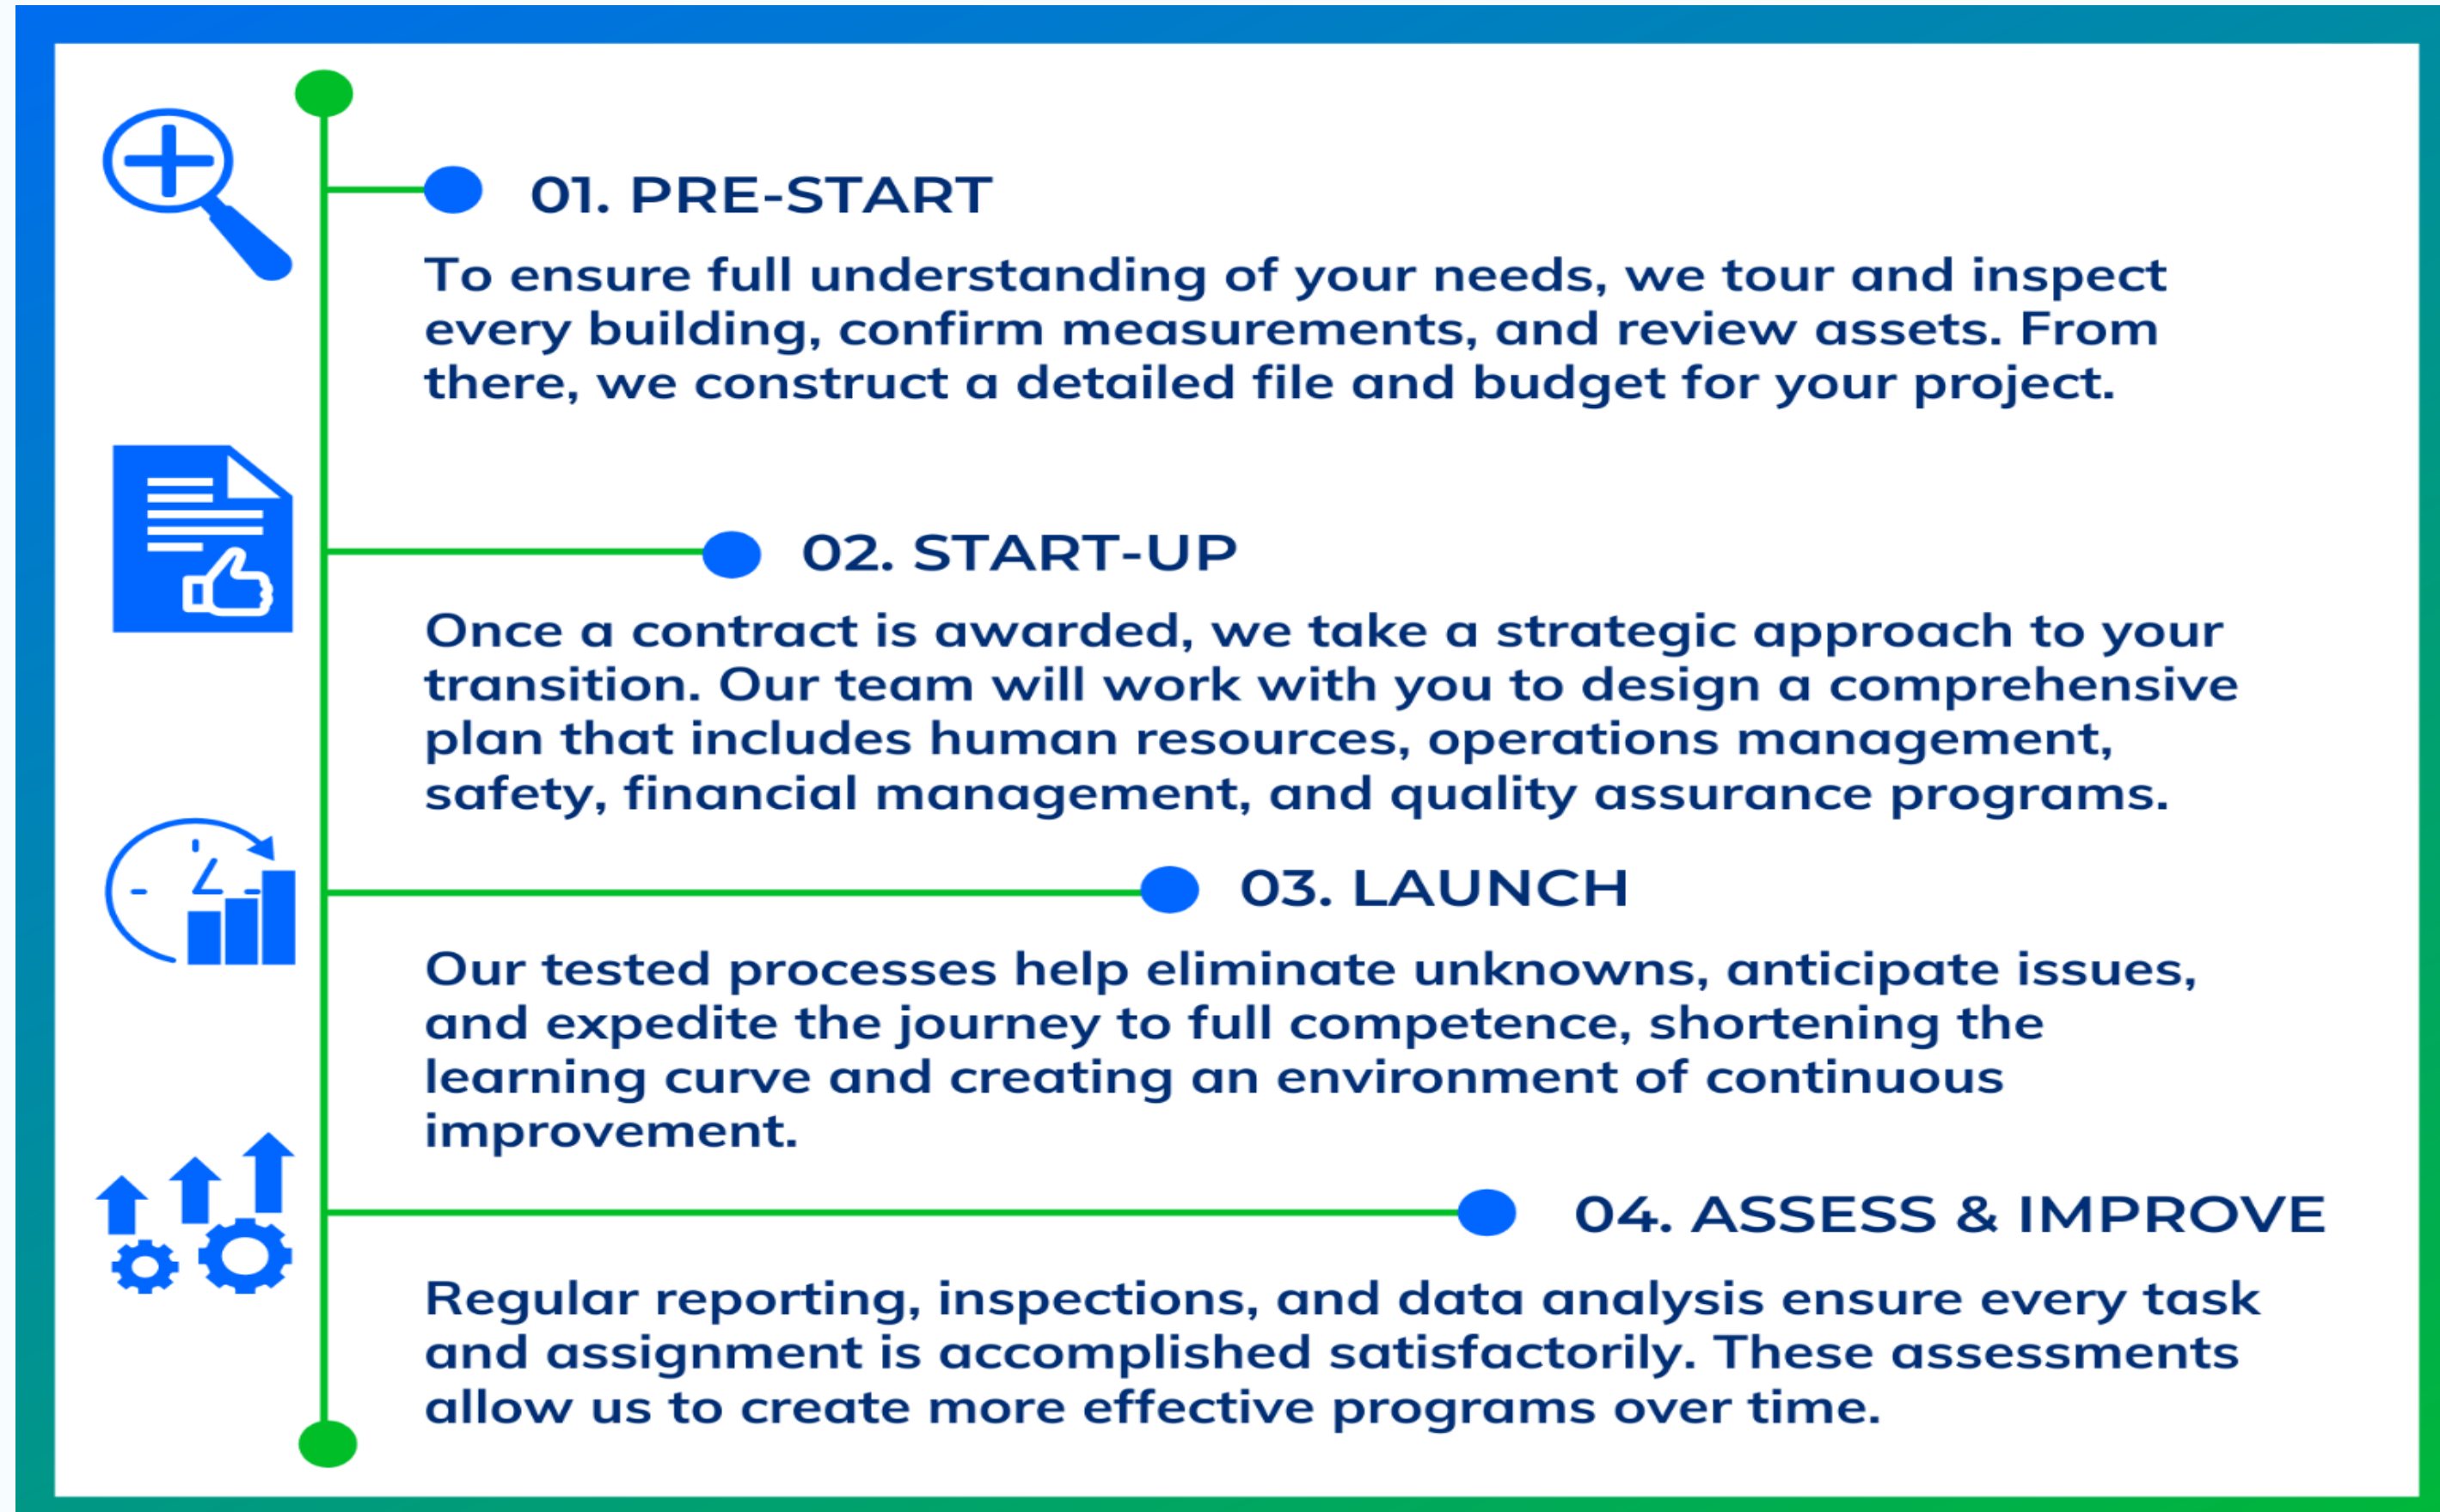 01. PRE-START
To ensure full understanding of your needs, we tour and inspect
every building, confirm measurements, and review assets. From
there, we construct a detailed file and budget for your project.
02. START-UP
Once a contract is awarded, we take a strategic approach to your
transition. Our team will work with you to design a comprehensive
plan that includes human resources, operations management,
safety, financial management, and quality assurance programs.
03. LAUNCH
Our tested processes help eliminate unknowns, anticipate issues,
and expedite the journey to full competence, shortening the
learning curve and creating an environment of continuous
improvement.
04. ASSESS & IMPROVE
Regular reporting, inspections, and data analysis ensure every task
and assignment is accomplished satisfactorily. These assessments
allow us to create more effective programs over time.